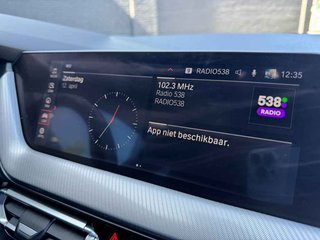 RADIO538 12:35
Zaterdag
12 april
102.3 MHz
Radio 538
RADIO538
538
RADIO
App niet beschikbaar.